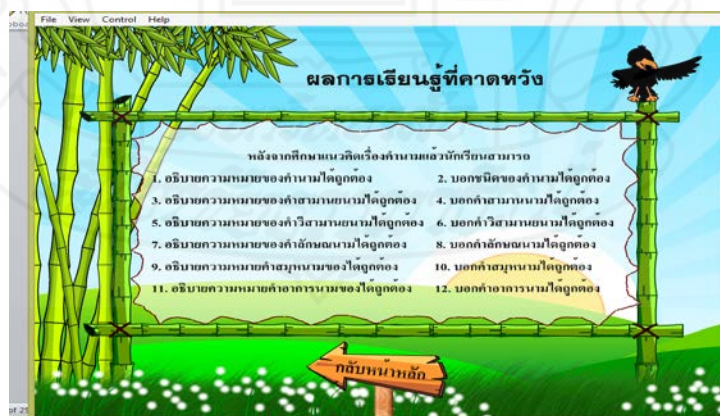 File View Control Help
ผลการเรียนรู้ที่คาดหวัง
หลังจากศึกษาแนวคิดเรื่องคำนามแล้วนักเรียนสามารถ
1. อธิบายความหมายของคำนามได้ถูกต้อง 2. บอกชนิดของคำนามได้ถูกต้อง
3. อธิบายความหมายของคำสามานยนามได้ถูกต้อง 4. บอกคำสามานนามได้ถูกต้อง
5. อธิบายความหมายของคำวิสามานยนามได้ถูกต้อง 6. บอกคำวิสามานยนามได้ถูกต้อง
7. อธิบายความหมายของคำลักษณนามได้ถูกต้อง 8. บอกคำลักษณนามได้ถูกต้อง
9. อธิบายความหมายคำสมุหนามของได้ถูกต้อง 10. บอกคำสมุหนามได้ถูกต้อง
11. อธิบายความหมายคำอาการนามของได้ถูกต้อง 12. บอกคำอาการนามได้ถูกต้อง
กลับหน้าหลัก